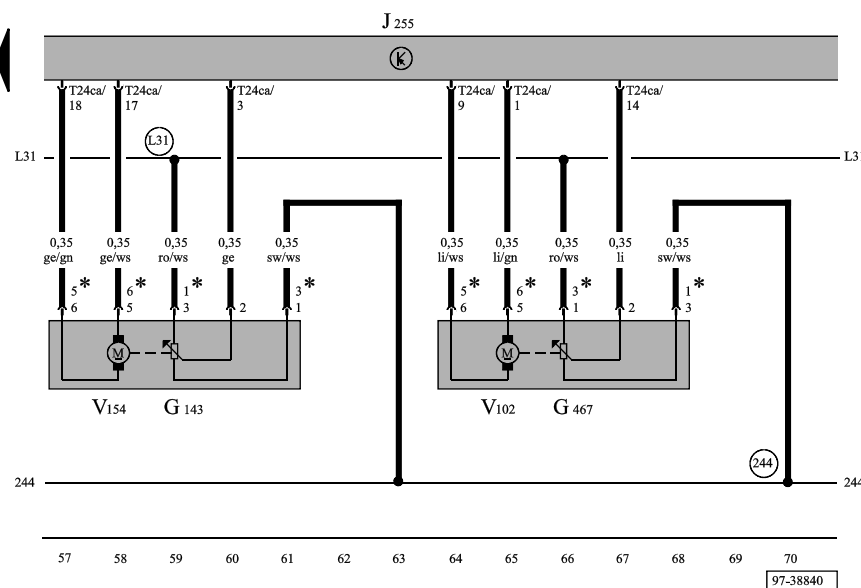 J 255
T24ca/ T24ca/ T24ca/ T24ca/ T24ca/ T24ca/
18 17 3 9 1 14
L31
L31 L31
0,35 0,35 0,35 0,35 0,35 0,35 0,35 0,35 0,35 0,35
ge/gn ge/ws ro/ws ge sw/ws li/ws li/gn ro/ws li sw/ws
5* 6* 1* 3* 5* 6* 3* 1*
6 5 3 2 1 6 5 1 2 3
M M
V154 G 143 V102 G 467
244
244 244
57 58 59 60 61 62 63 64 65 66 67 68 69 70
97-38840